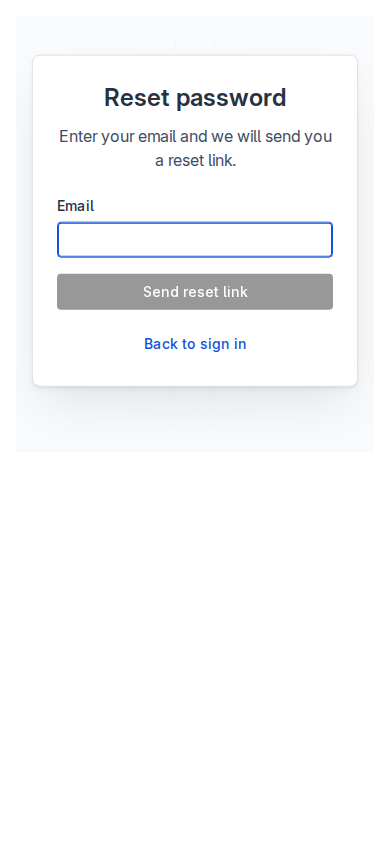 Reset password
Enter your email and we will send you
a reset link.
Email
Send reset link
Back to sign in